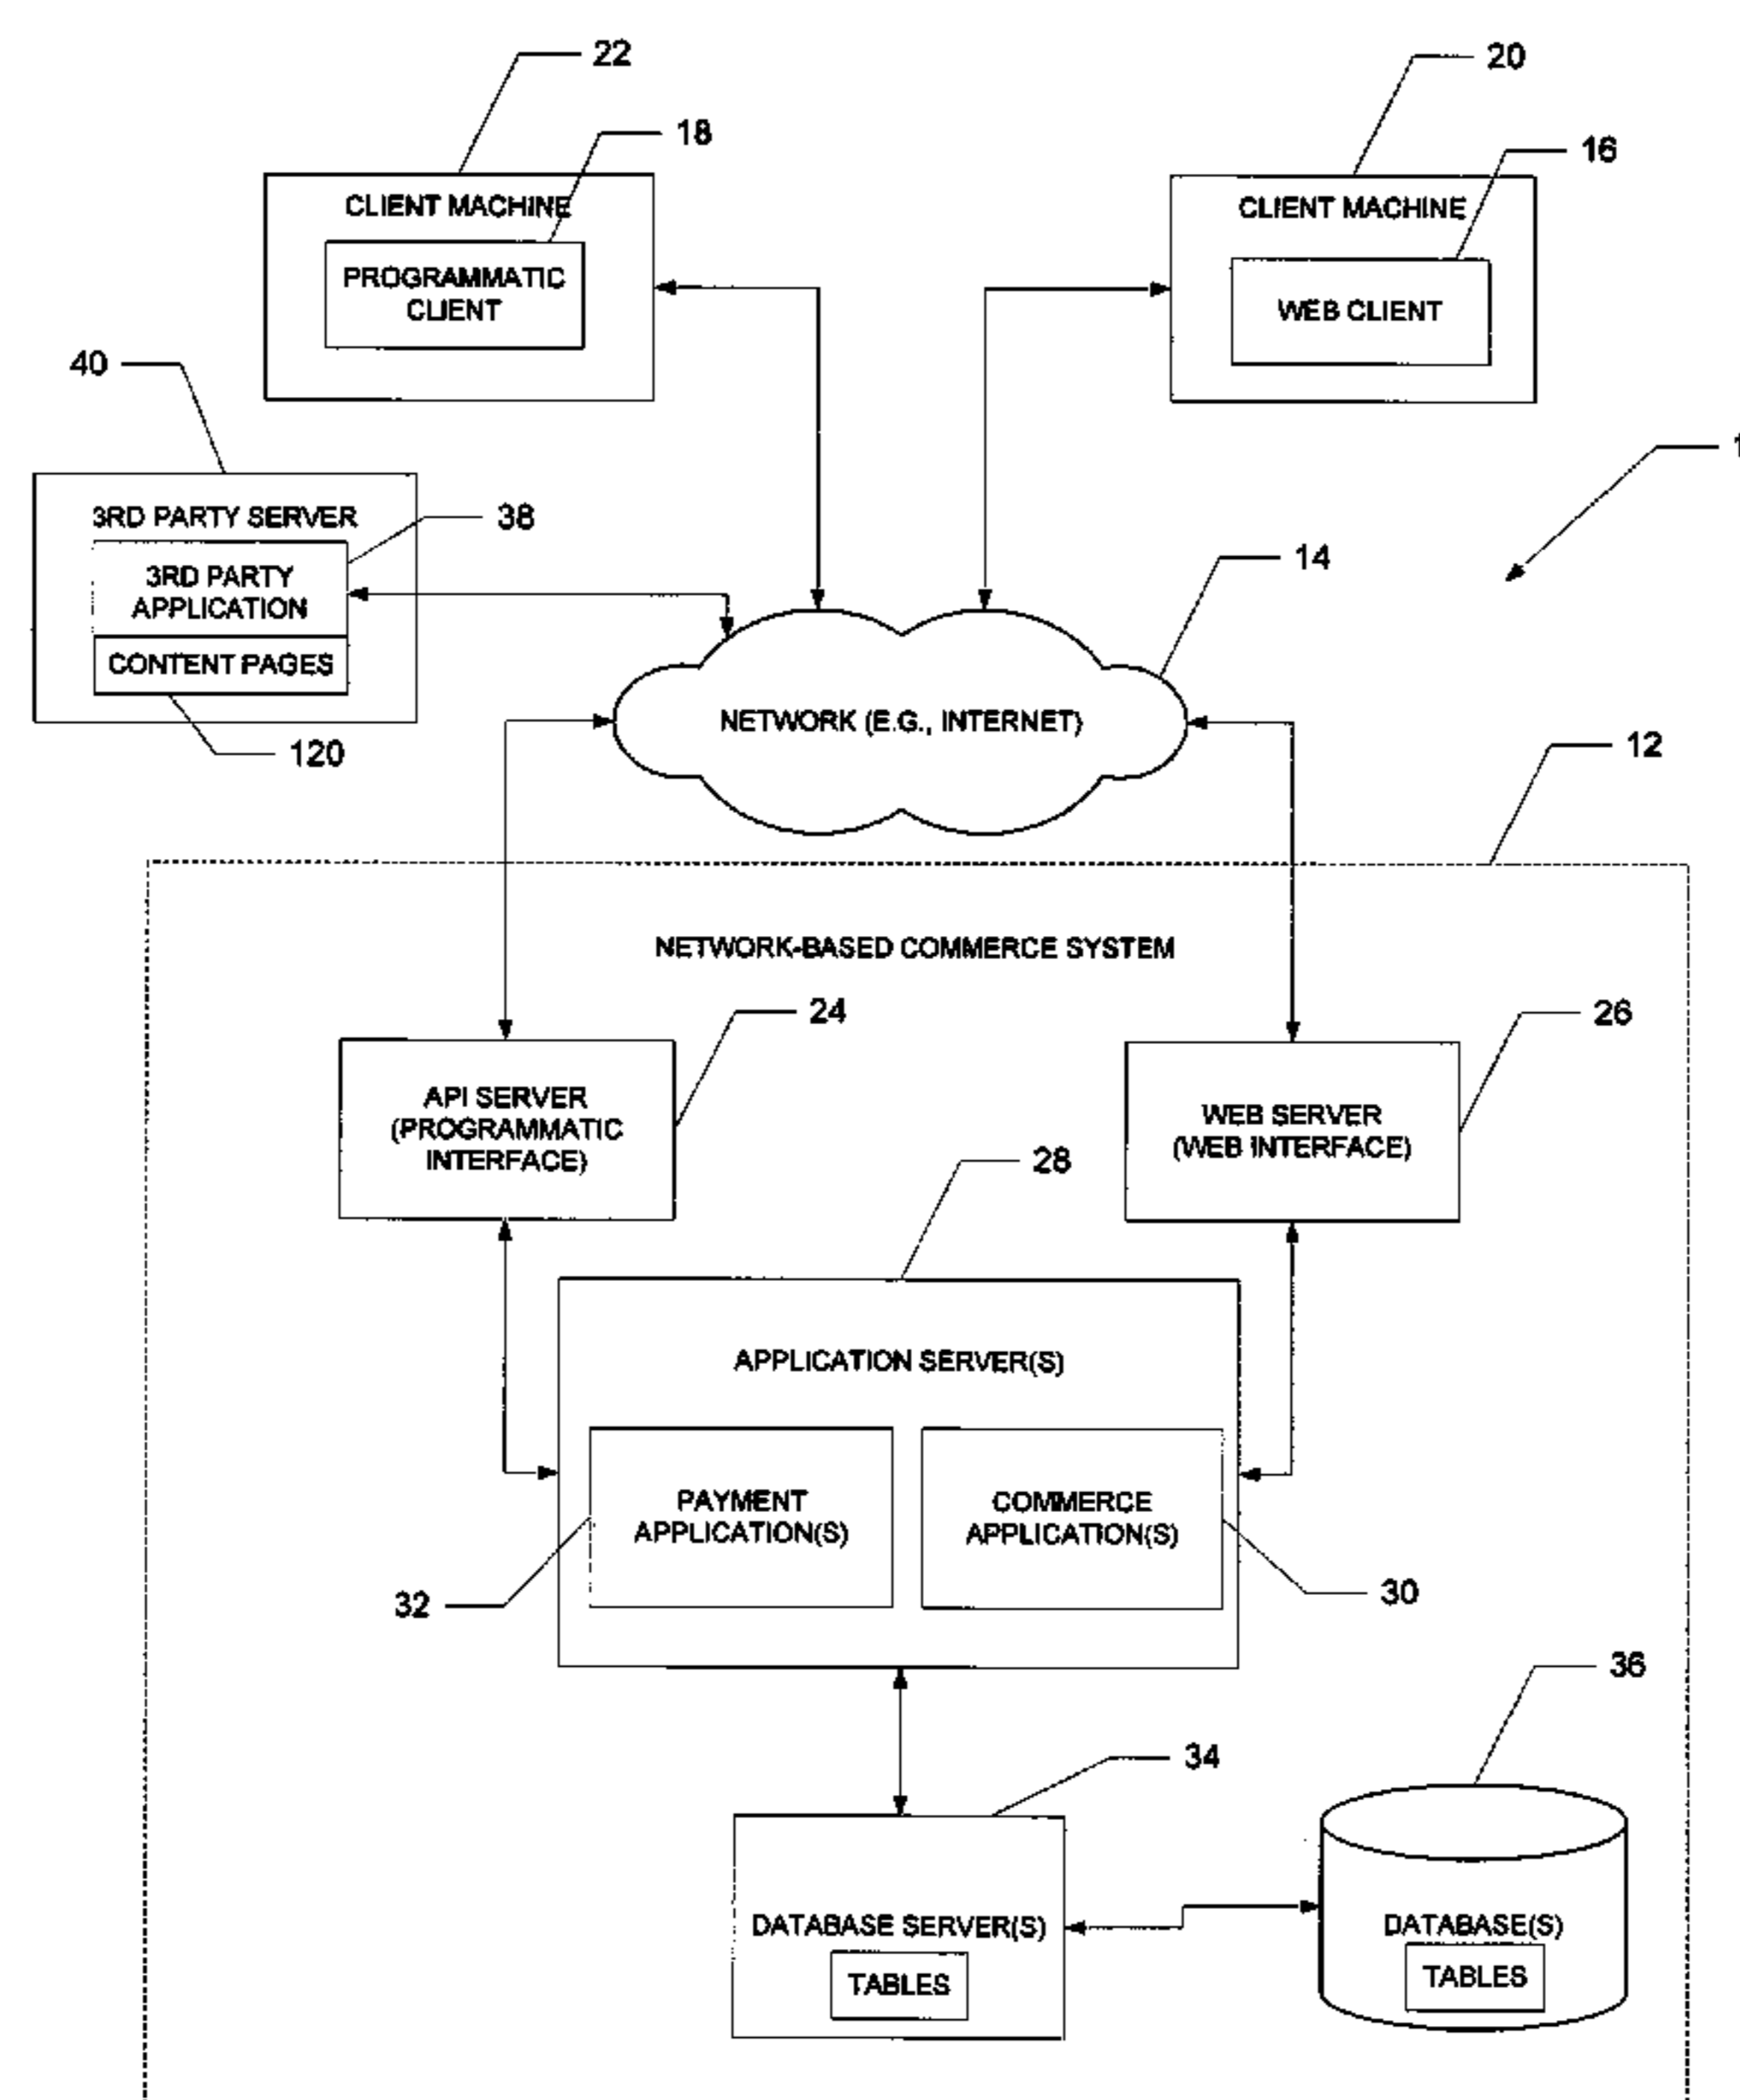 22
20
18
16
CLIENT MACHINE
CLIENT MACHINE
PROGRAMMATIC
CLIENT
WEB CLIENT
40
3RD PARTY SERVER
38
3RD PARTY
APPLICATION
14
CONTENT PAGES
NETWORK (E.G., INTERNET)
120
12
NETWORK-BASED COMMERCE SYSTEM
24
26
API SERVER
(PROGRAMMATIC
INTERFACE)
WEB SERVER
(WEB INTERFACE)
28
APPLICATION SERVER(S)
PAYMENT
APPLICATION(S)
COMMERCE
APPLICATION(S)
32
30
36
34
DATABASE SERVER(S)
TABLES
DATABASE(S)
TABLES